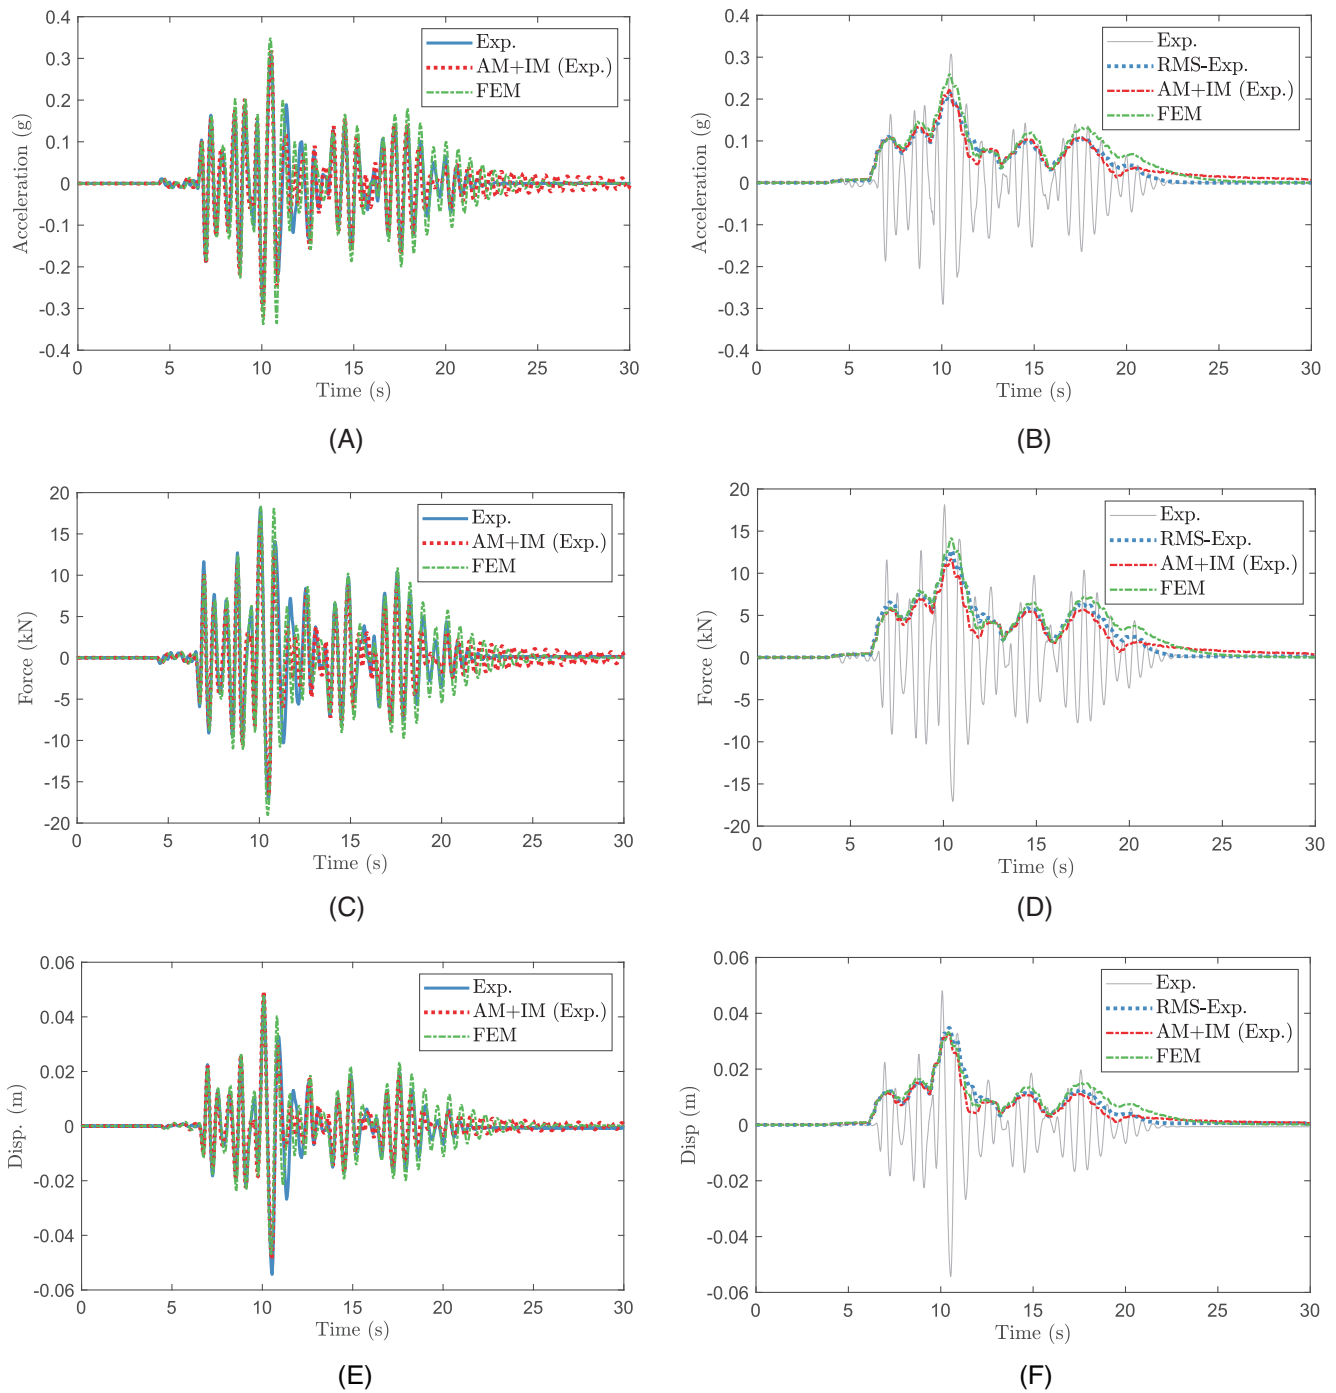 0.4
0.3
0.2
0.1
0
-0.1
-0.2
-0.3
-0.4
Acceleration (g)
0 5 10 15 20 25 30
Time (s)
Exp.
AM+IM (Exp.)
FEM
(A)
0.4
0.3
0.2
0.1
0
-0.1
-0.2
-0.3
-0.4
Acceleration (g)
0 5 10 15 20 25 30
Time (s)
Exp.
RMS-Exp.
AM+IM (Exp.)
FEM
(B)
20
15
10
5
0
-5
-10
-15
-20
Force (kN)
0 5 10 15 20 25 30
Time (s)
Exp.
AM+IM (Exp.)
FEM
(C)
20
15
10
5
0
-5
-10
-15
-20
Force (kN)
0 5 10 15 20 25 30
Time (s)
Exp.
RMS-Exp.
AM+IM (Exp.)
FEM
(D)
0.06
0.04
0.02
0
-0.02
-0.04
-0.06
Disp. (m)
0 5 10 15 20 25 30
Time (s)
Exp.
AM+IM (Exp.)
FEM
(E)
0.06
0.04
0.02
0
-0.02
-0.04
-0.06
Disp (m)
0 5 10 15 20 25 30
Time (s)
Exp.
RMS-Exp.
AM+IM (Exp.)
FEM
(F)